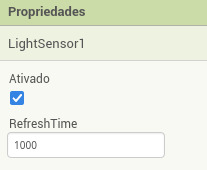 Propriedades
LightSensor1
Ativado
RefreshTime
1000